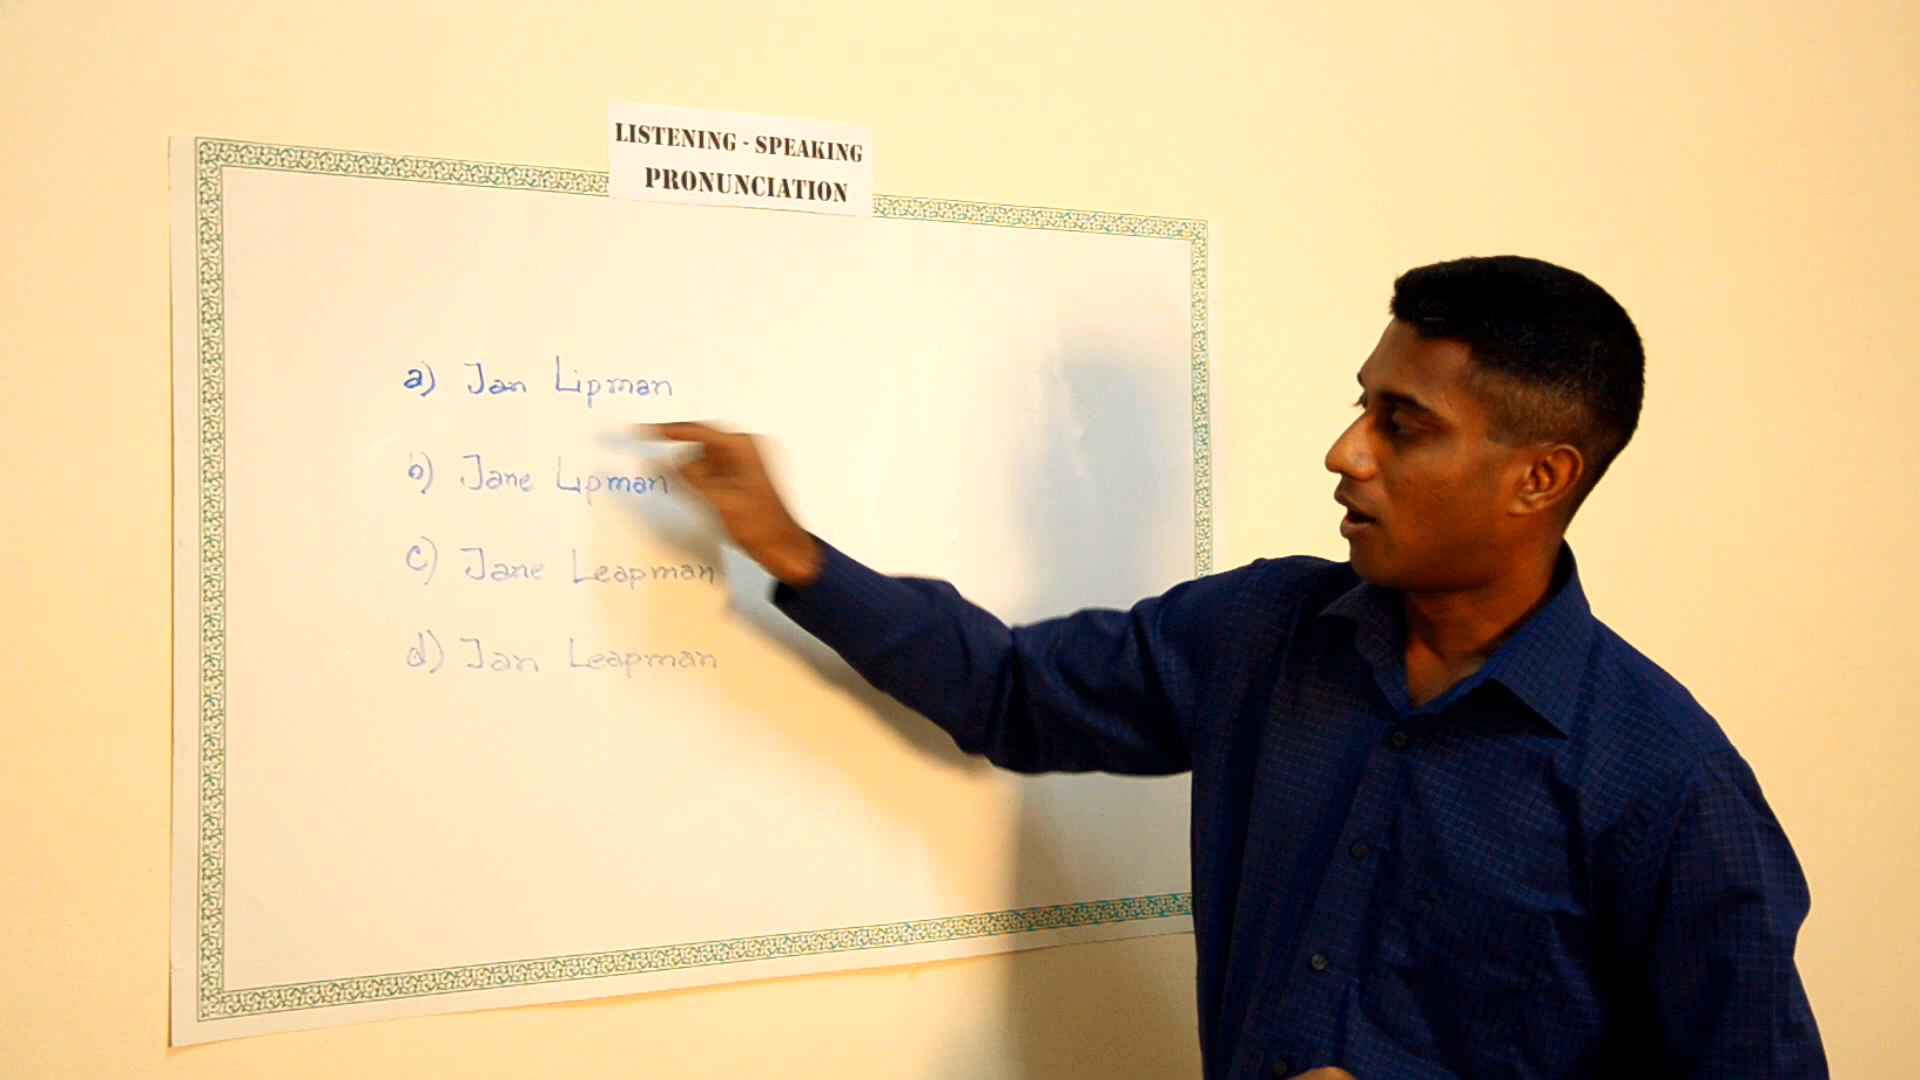 LISTENING - SPEAKING
PRONUNCIATION
a) Jan Lipman
b) Jane Lipman
c) Jane Leapman
d) Jan Leapman